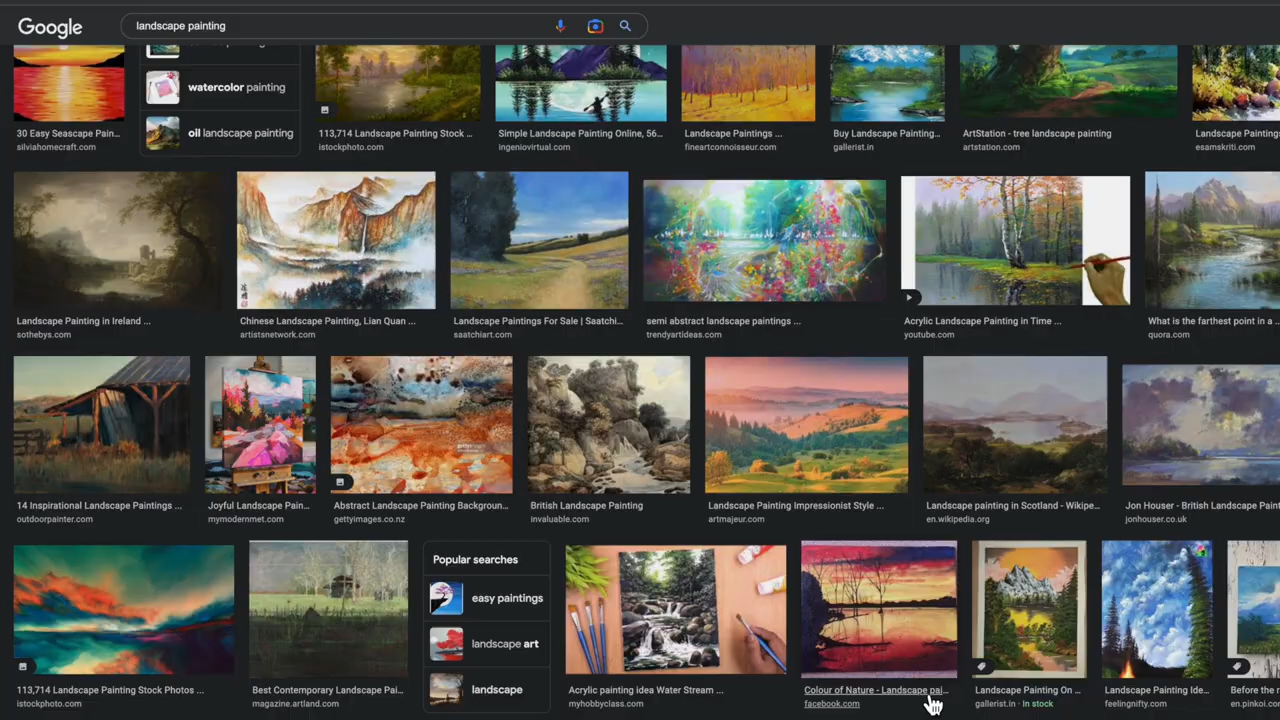 Google
landscape painting
watercolor painting
oil landscape painting
30 Easy Seascape Pain...
silviahomecraft.com
113,714 Landscape Painting Stock ...
istockphoto.com
Simple Landscape Painting Online, 56...
ingeniovirtual.com
Landscape Paintings ...
fineartconnoisseur.com
Buy Landscape Painting...
gallerist.in
ArtStation - tree landscape painting
artstation.com
Landscape Paintings
esamskriti.com
Landscape Painting in Ireland ...
sothebys.com
Chinese Landscape Painting, Lian Quan ...
artistsnetwork.com
Landscape Paintings For Sale | Saatchi...
saatchiart.com
semi abstract landscape paintings ...
trendyartideas.com
Acrylic Landscape Painting in Time ...
youtube.com
What is the farthest point in a
quora.com
14 Inspirational Landscape Paintings ...
outdoorpainter.com
Joyful Landscape Pain...
mymodernmet.com
Abstract Landscape Painting Backgroun...
gettyimages.co.nz
British Landscape Painting
invaluable.com
Landscape Painting Impressionist Style ...
artmajeur.com
Landscape painting in Scotland - Wikipe...
en.wikipedia.org
Jon Houser - British Landscape Paint
jonhouser.co.uk
Popular searches
easy paintings
landscape art
landscape
113,714 Landscape Painting Stock Photos ...
istockphoto.com
Best Contemporary Landscape Pai...
magazine.artland.com
Acrylic painting idea Water Stream ...
myhobbyclass.com
Colour of Nature - Landscape pai...
facebook.com
Landscape Painting On ...
gallerist.in · In stock
Landscape Painting Ide...
feelingnifty.com
Before the r
en.pinkoi.co